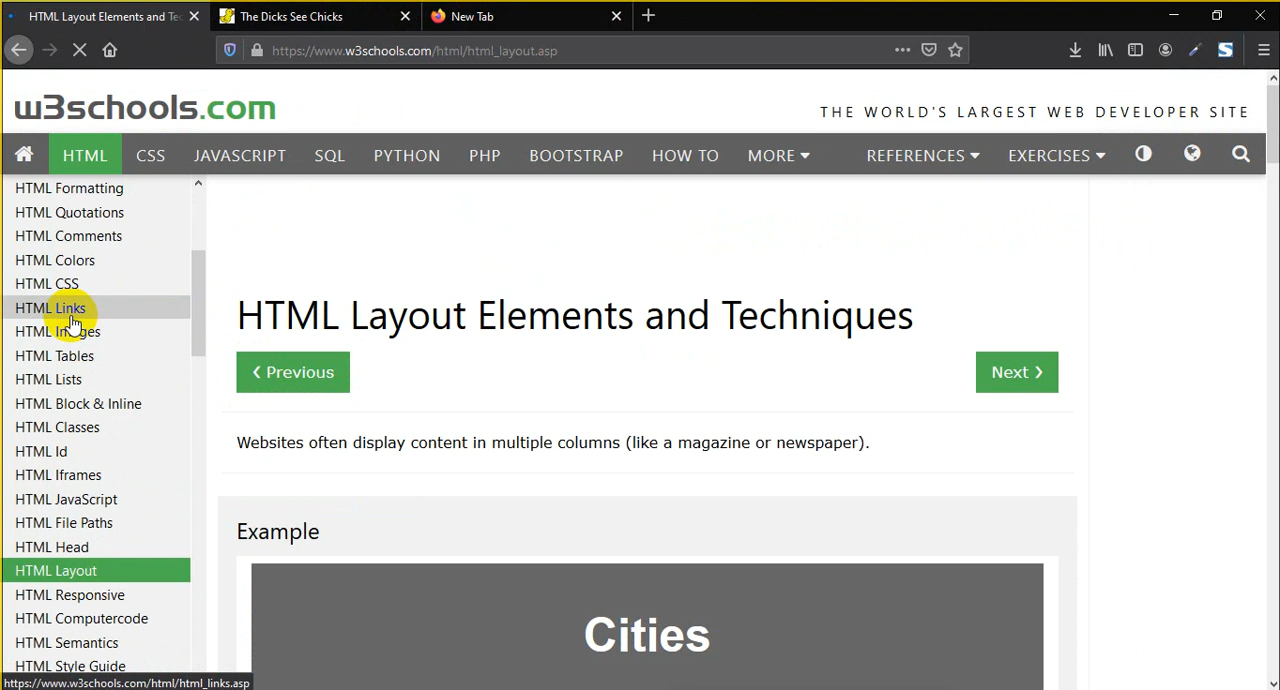 HTML Layout Elements and Tec
The Dicks See Chicks
New Tab
https://www.w3schools.com/html/html_layout.asp
w3schools.com
THE WORLD'S LARGEST WEB DEVELOPER SITE
HTML CSS JAVASCRIPT SQL PYTHON PHP BOOTSTRAP HOW TO MORE REFERENCES EXERCISES
HTML Formatting
HTML Quotations
HTML Comments
HTML Colors
HTML CSS
HTML Links
HTML Images
HTML Tables
HTML Lists
HTML Block & Inline
HTML Classes
HTML Id
HTML Iframes
HTML JavaScript
HTML File Paths
HTML Head
HTML Layout
HTML Responsive
HTML Computercode
HTML Semantics
HTML Style Guide
https://www.w3schools.com/html/html_links.asp
HTML Layout Elements and Techniques
❮ Previous
Next ❯
Websites often display content in multiple columns (like a magazine or newspaper).
Example
Cities